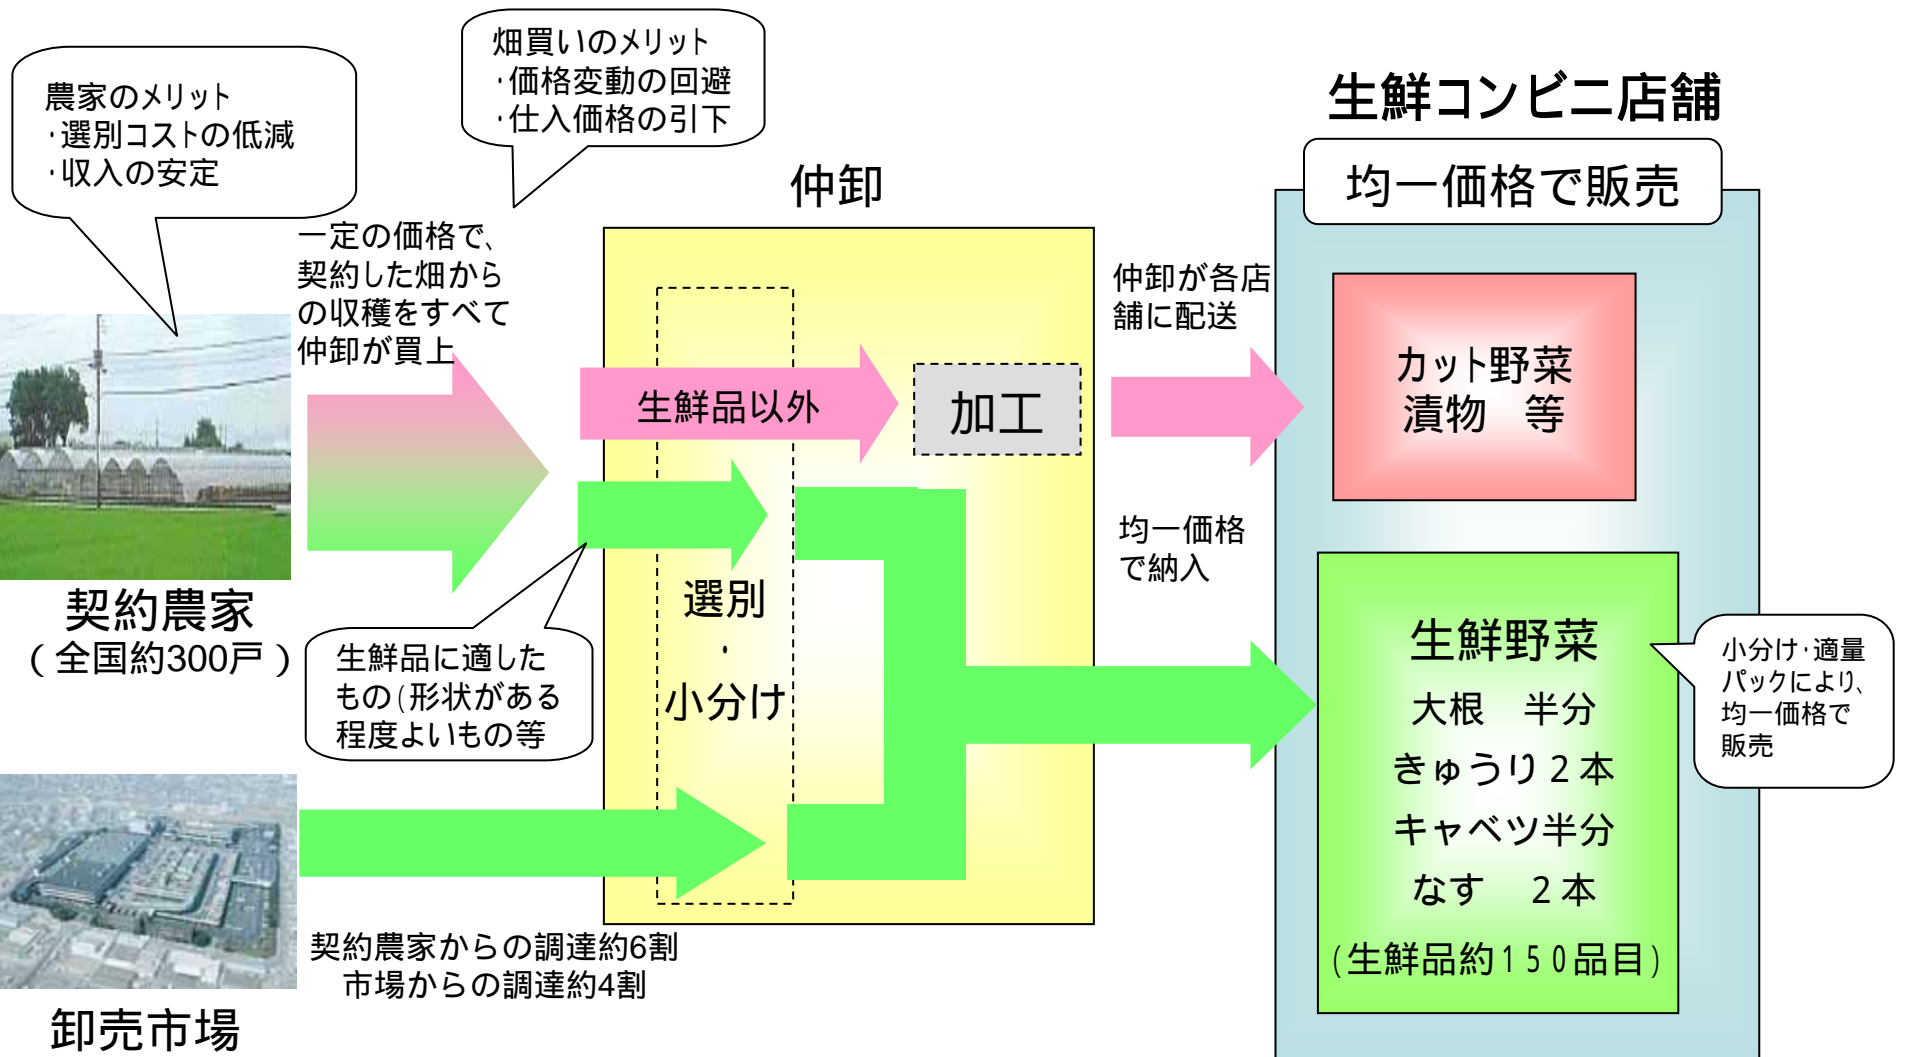 農家のメリット
・選別コストの低減
・収入の安定
畑買いのメリット
・価格変動の回避
・仕入価格の引下
一定の価格で、
契約した畑から
の収穫をすべて
仲卸が買上
契約農家
(全国約300戸)
生鮮品に適した
もの(形状がある
程度よいもの等
卸売市場
契約農家からの調達約6割
市場からの調達約4割
仲卸
生鮮品以外
加工
選別
・
小分け
仲卸が各店
舗に配送
均一価格
で納入
生鮮コンビニ店舗
均一価格で販売
カット野菜
漬物 等
生鮮野菜
大根 半分
きゅうり2本
キャベツ半分
なす 2本
(生鮮品約150品目)
小分け・適量
パックにより、
均一価格で
販売